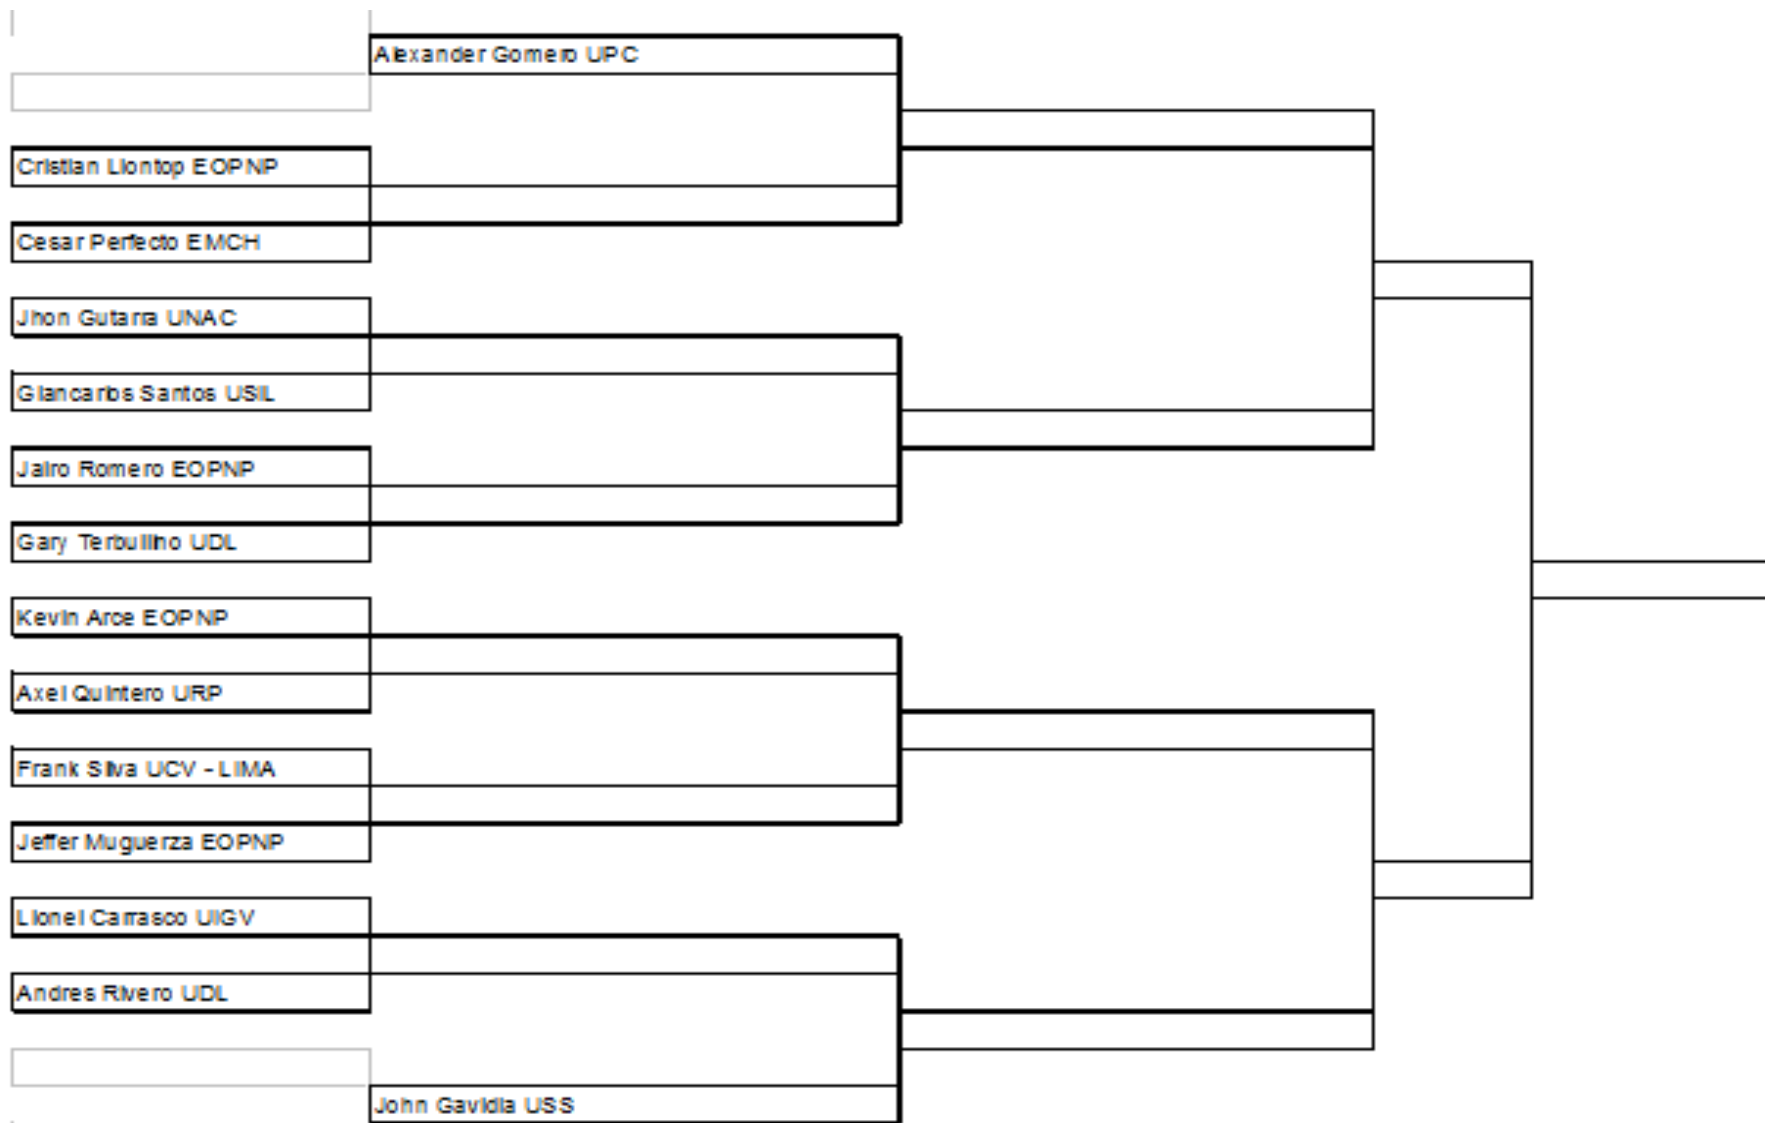 Alexander Gomero UPC
Cristian Liontop EOPNP
Cesar Perfecto EMCH
Jhon Gutarra UNAC
Giancarlos Santos USIL
Jairo Romero EOPNP
Gary Terbullino UDL
Kevin Arce EOPNP
Axel Quintero URP
Frank Silva UCV - LIMA
Jeffer Muguerza EOPNP
Lionel Carrasco UIGV
Andres Rivero UDL
John Gavidia USS